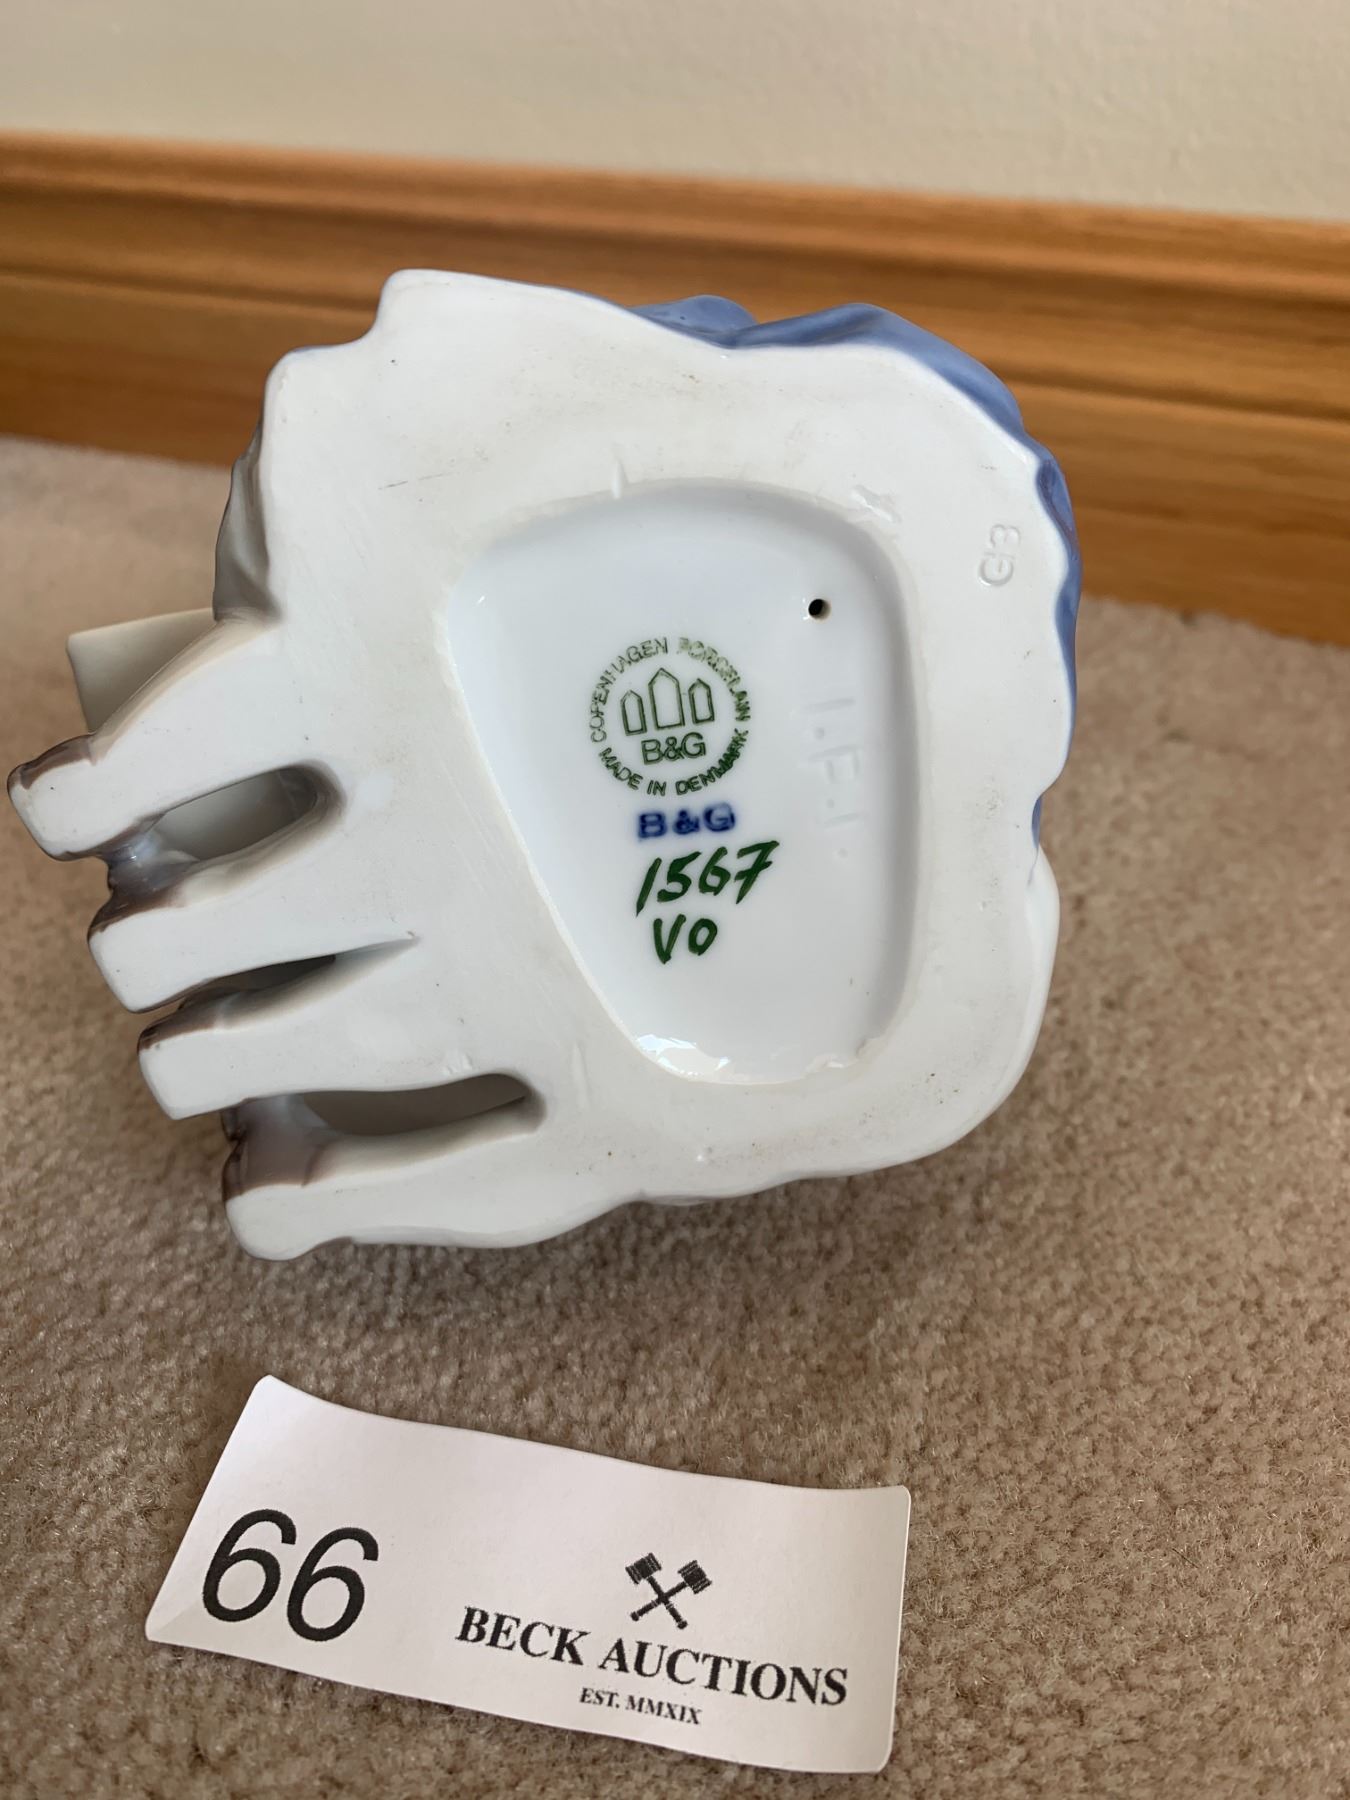 COPENHAGEN PORCELAIN
B&G
MADE IN DENMARK
B&G
1567
VO
66
BECK AUCTIONS
EST. MMXIX